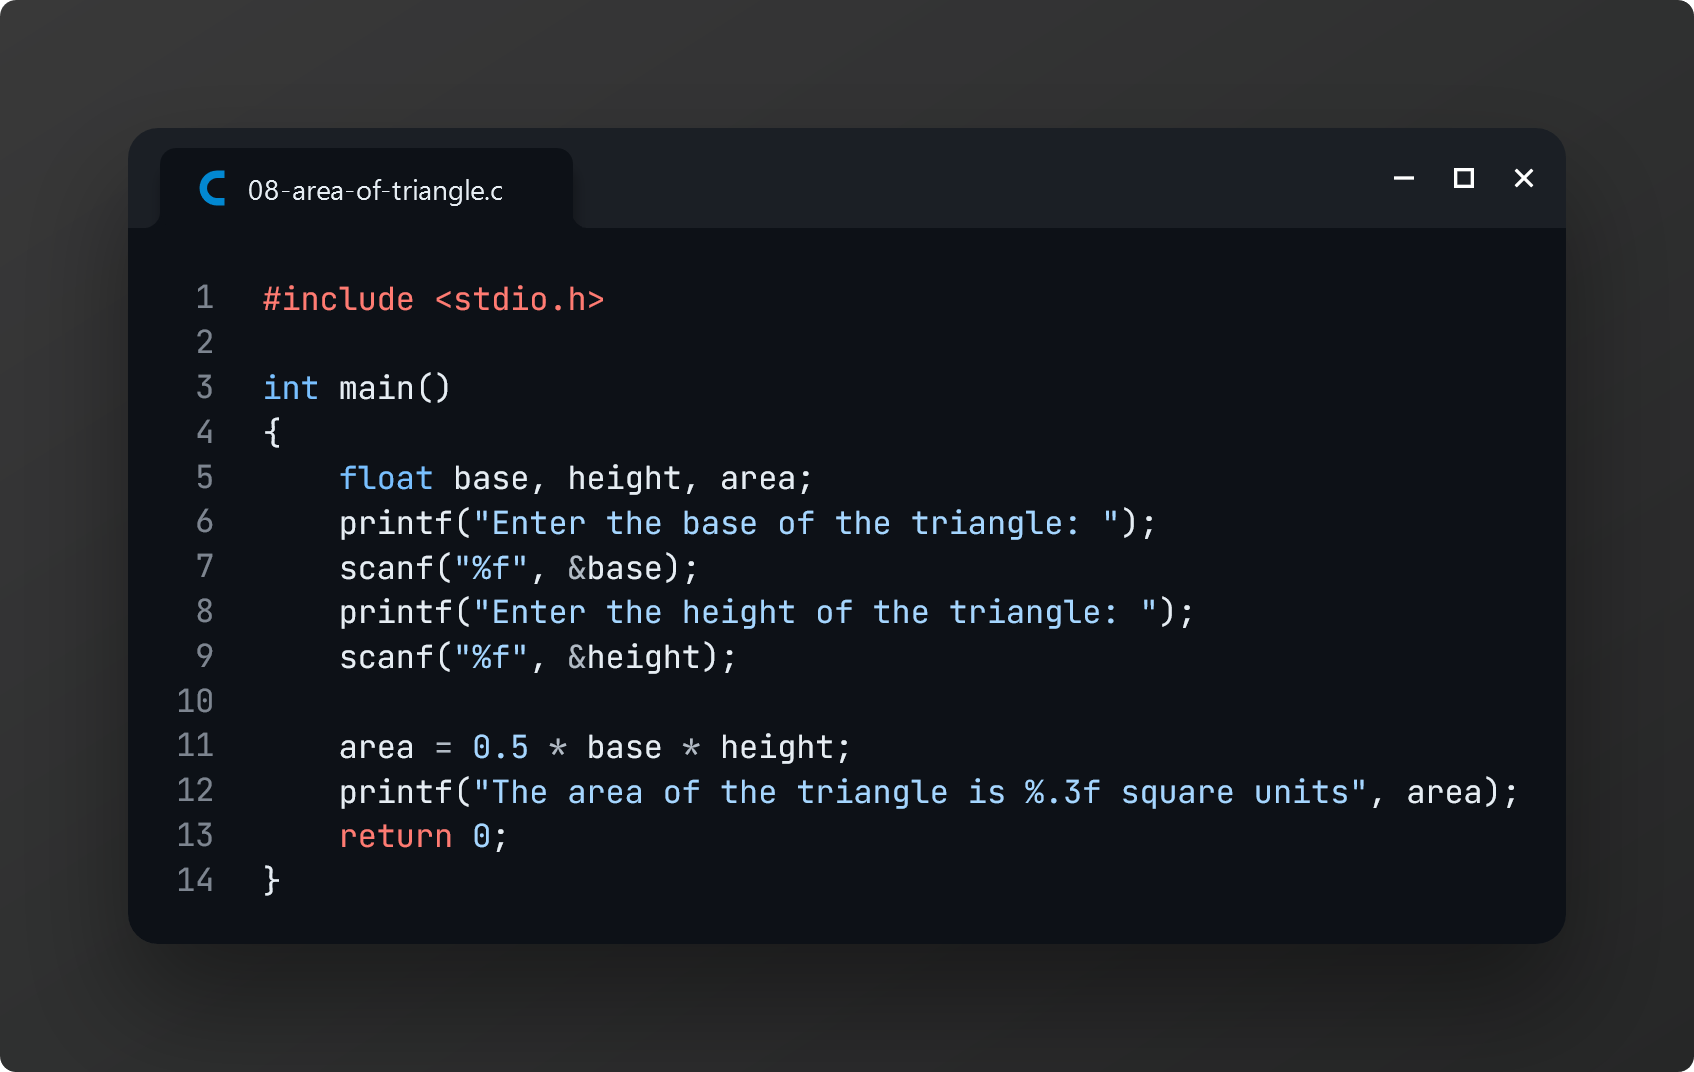 08-area-of-triangle.c
1 #include <stdio.h>
2
3 int main()
4 {
5     float base, height, area;
6     printf("Enter the base of the triangle: ");
7     scanf("%f", &base);
8     printf("Enter the height of the triangle: ");
9     scanf("%f", &height);
10
11     area = 0.5 * base * height;
12     printf("The area of the triangle is %.3f square units", area);
13     return 0;
14 }